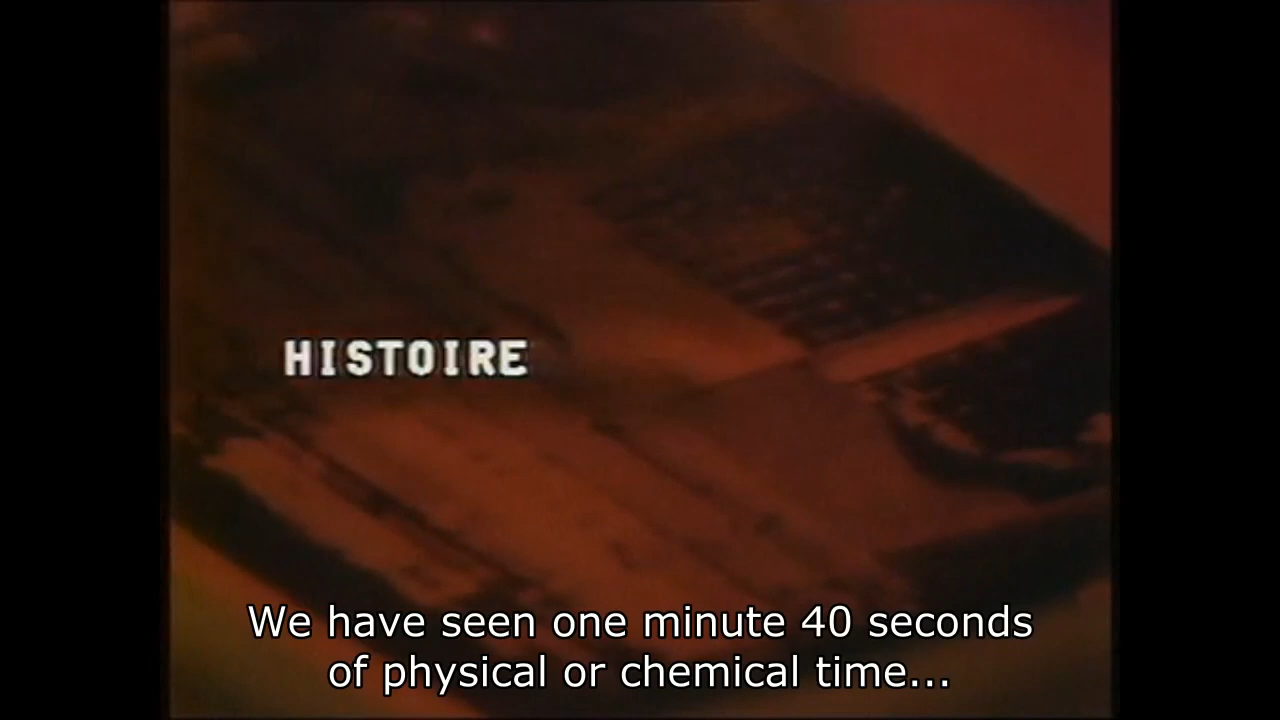 HISTOIRE
We have seen one minute 40 seconds
of physical or chemical time...